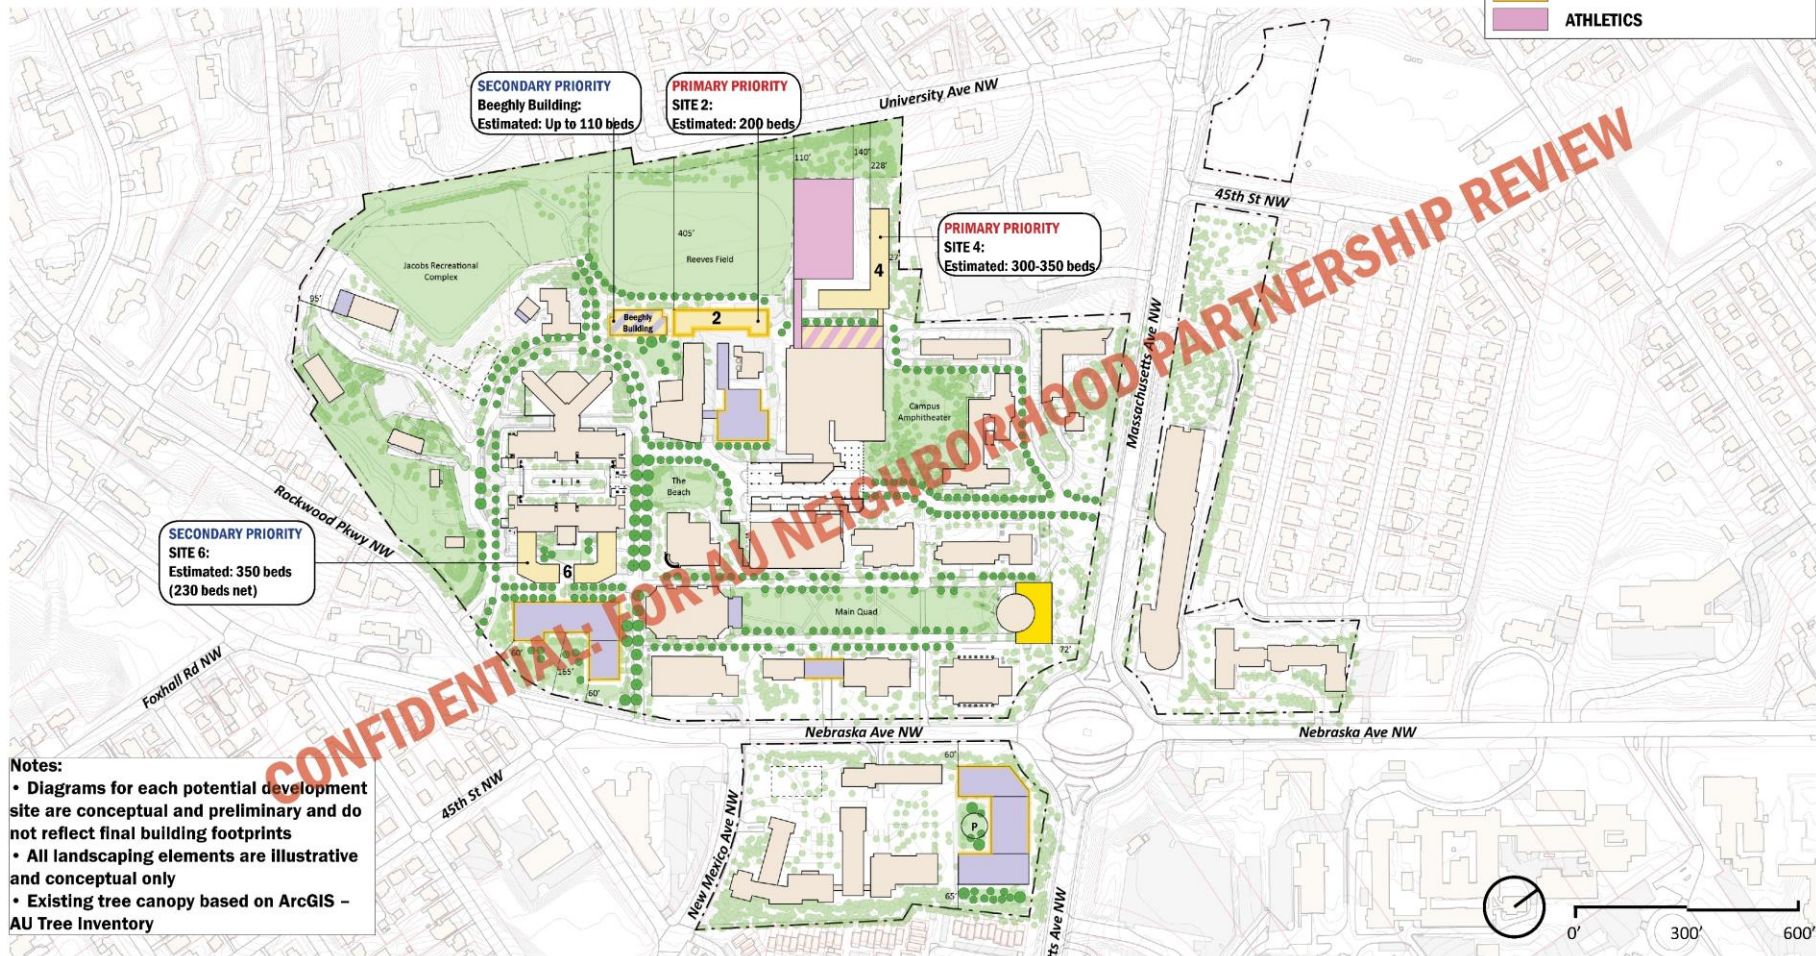 ATHLETICS
SECONDARY PRIORITY
Beeghly Building:
Estimated: Up to 110 beds
PRIMARY PRIORITY
SITE 2:
Estimated: 200 beds
University Ave NW
110'
140'
228'
45th St NW
PRIMARY PRIORITY
SITE 4:
Estimated: 300-350 beds
405'
Reeves Field
4
27'
Jacobs Recreational
Complex
95'
Beeghly
Building
2
Campus
Amphitheater
Massachusetts Ave NW
The
Beach
Rockwood Pkwy NW
SECONDARY PRIORITY
SITE 6:
Estimated: 350 beds
(230 beds net)
6
Main Quad
60'
165'
60'
72'
Foxhall Rd NW
CONFIDENTIAL: FOR AU NEIGHBORHOOD PARTNERSHIP REVIEW
Nebraska Ave NW
Nebraska Ave NW
60'
45th St NW
New Mexico Ave NW
P
65'
tts Ave NW
Notes:
• Diagrams for each potential development
site are conceptual and preliminary and do
not reflect final building footprints
• All landscaping elements are illustrative
and conceptual only
• Existing tree canopy based on ArcGIS –
AU Tree Inventory
0'
300'
600'